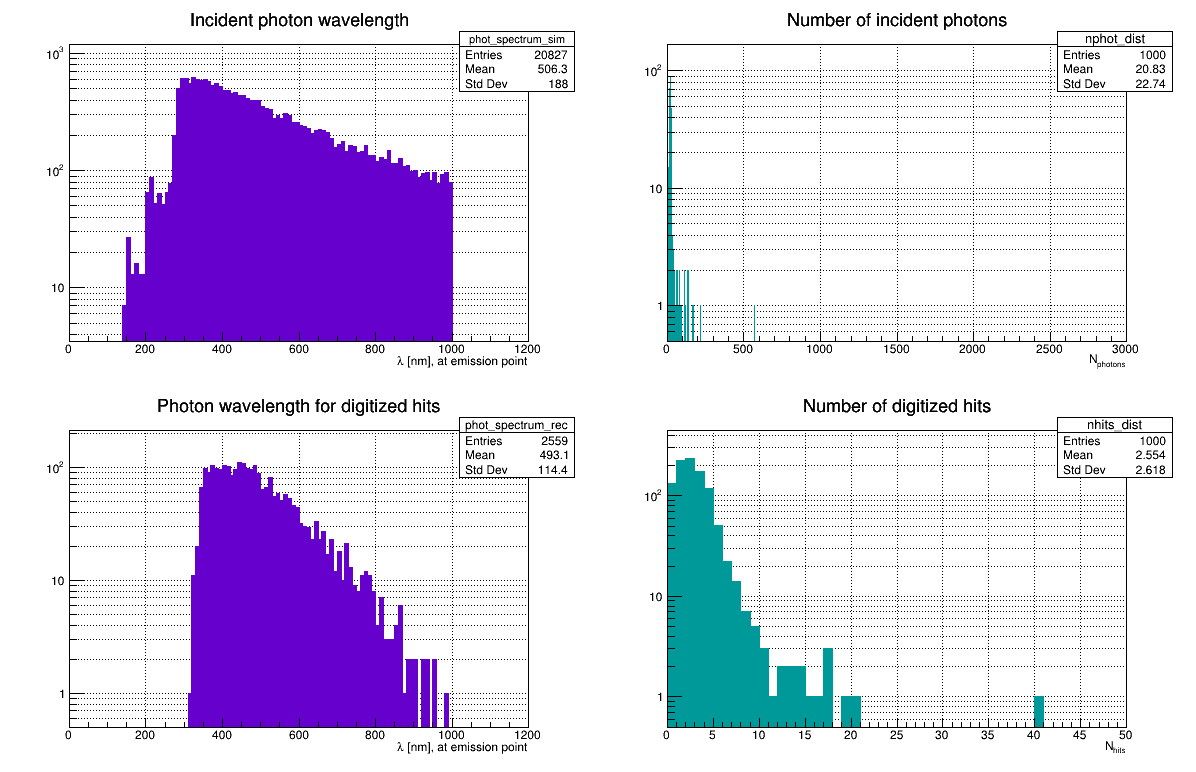 Incident photon wavelength
phot_spectrum_sim
Entries 20827
Mean 506.3
Std Dev 188
10³
10²
10
0 200 400 600 800 1000 1200
λ [nm], at emission point
Number of incident photons
nphot_dist
Entries 1000
Mean 20.83
Std Dev 22.74
10²
10
1
0 500 1000 1500 2000 2500 3000
Nphotons
Photon wavelength for digitized hits
phot_spectrum_rec
Entries 2559
Mean 493.1
Std Dev 114.4
10²
10
1
0 200 400 600 800 1000 1200
λ [nm], at emission point
Number of digitized hits
nhits_dist
Entries 1000
Mean 2.554
Std Dev 2.618
10²
10
1
0 5 10 15 20 25 30 35 40 45 50
Nhits